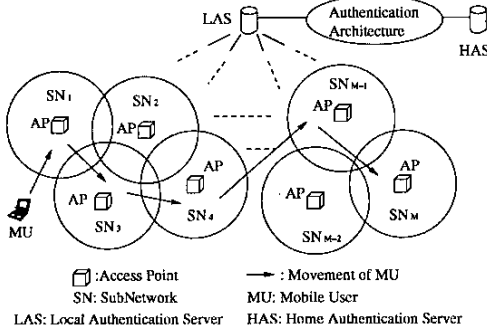 LAS
Authentication
Architecture
HAS
SN1
SN2
SNM-1
AP
AP
AP
AP
AP
AP
AP
SN3
SN4
SNM-2
SNM
MU
:Access Point
: Movement of MU
SN: SubNetwork
MU: Mobile User
LAS: Local Authentication Server
HAS: Home Authentication Server